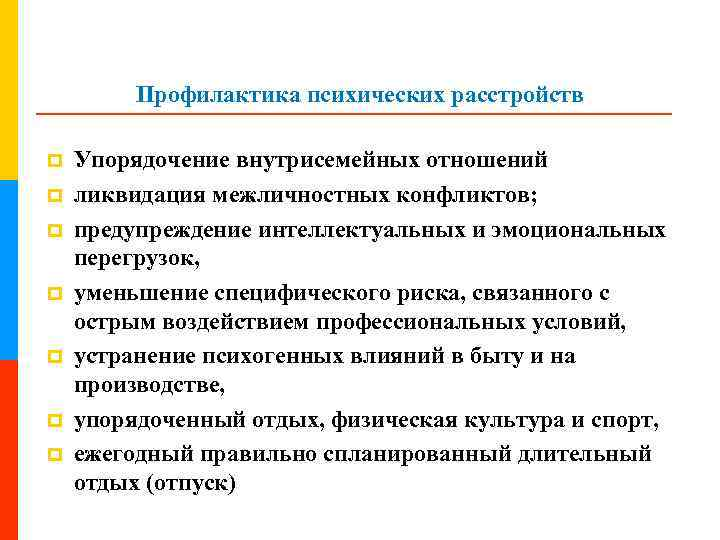 Профилактика психических расстройств
Упорядочение внутрисемейных отношений
ликвидация межличностных конфликтов;
предупреждение интеллектуальных и эмоциональных
перегрузок,
уменьшение специфического риска, связанного с
острым воздействием профессиональных условий,
устранение психогенных влияний в быту и на
производстве,
упорядоченный отдых, физическая культура и спорт,
ежегодный правильно спланированный длительный
отдых (отпуск)